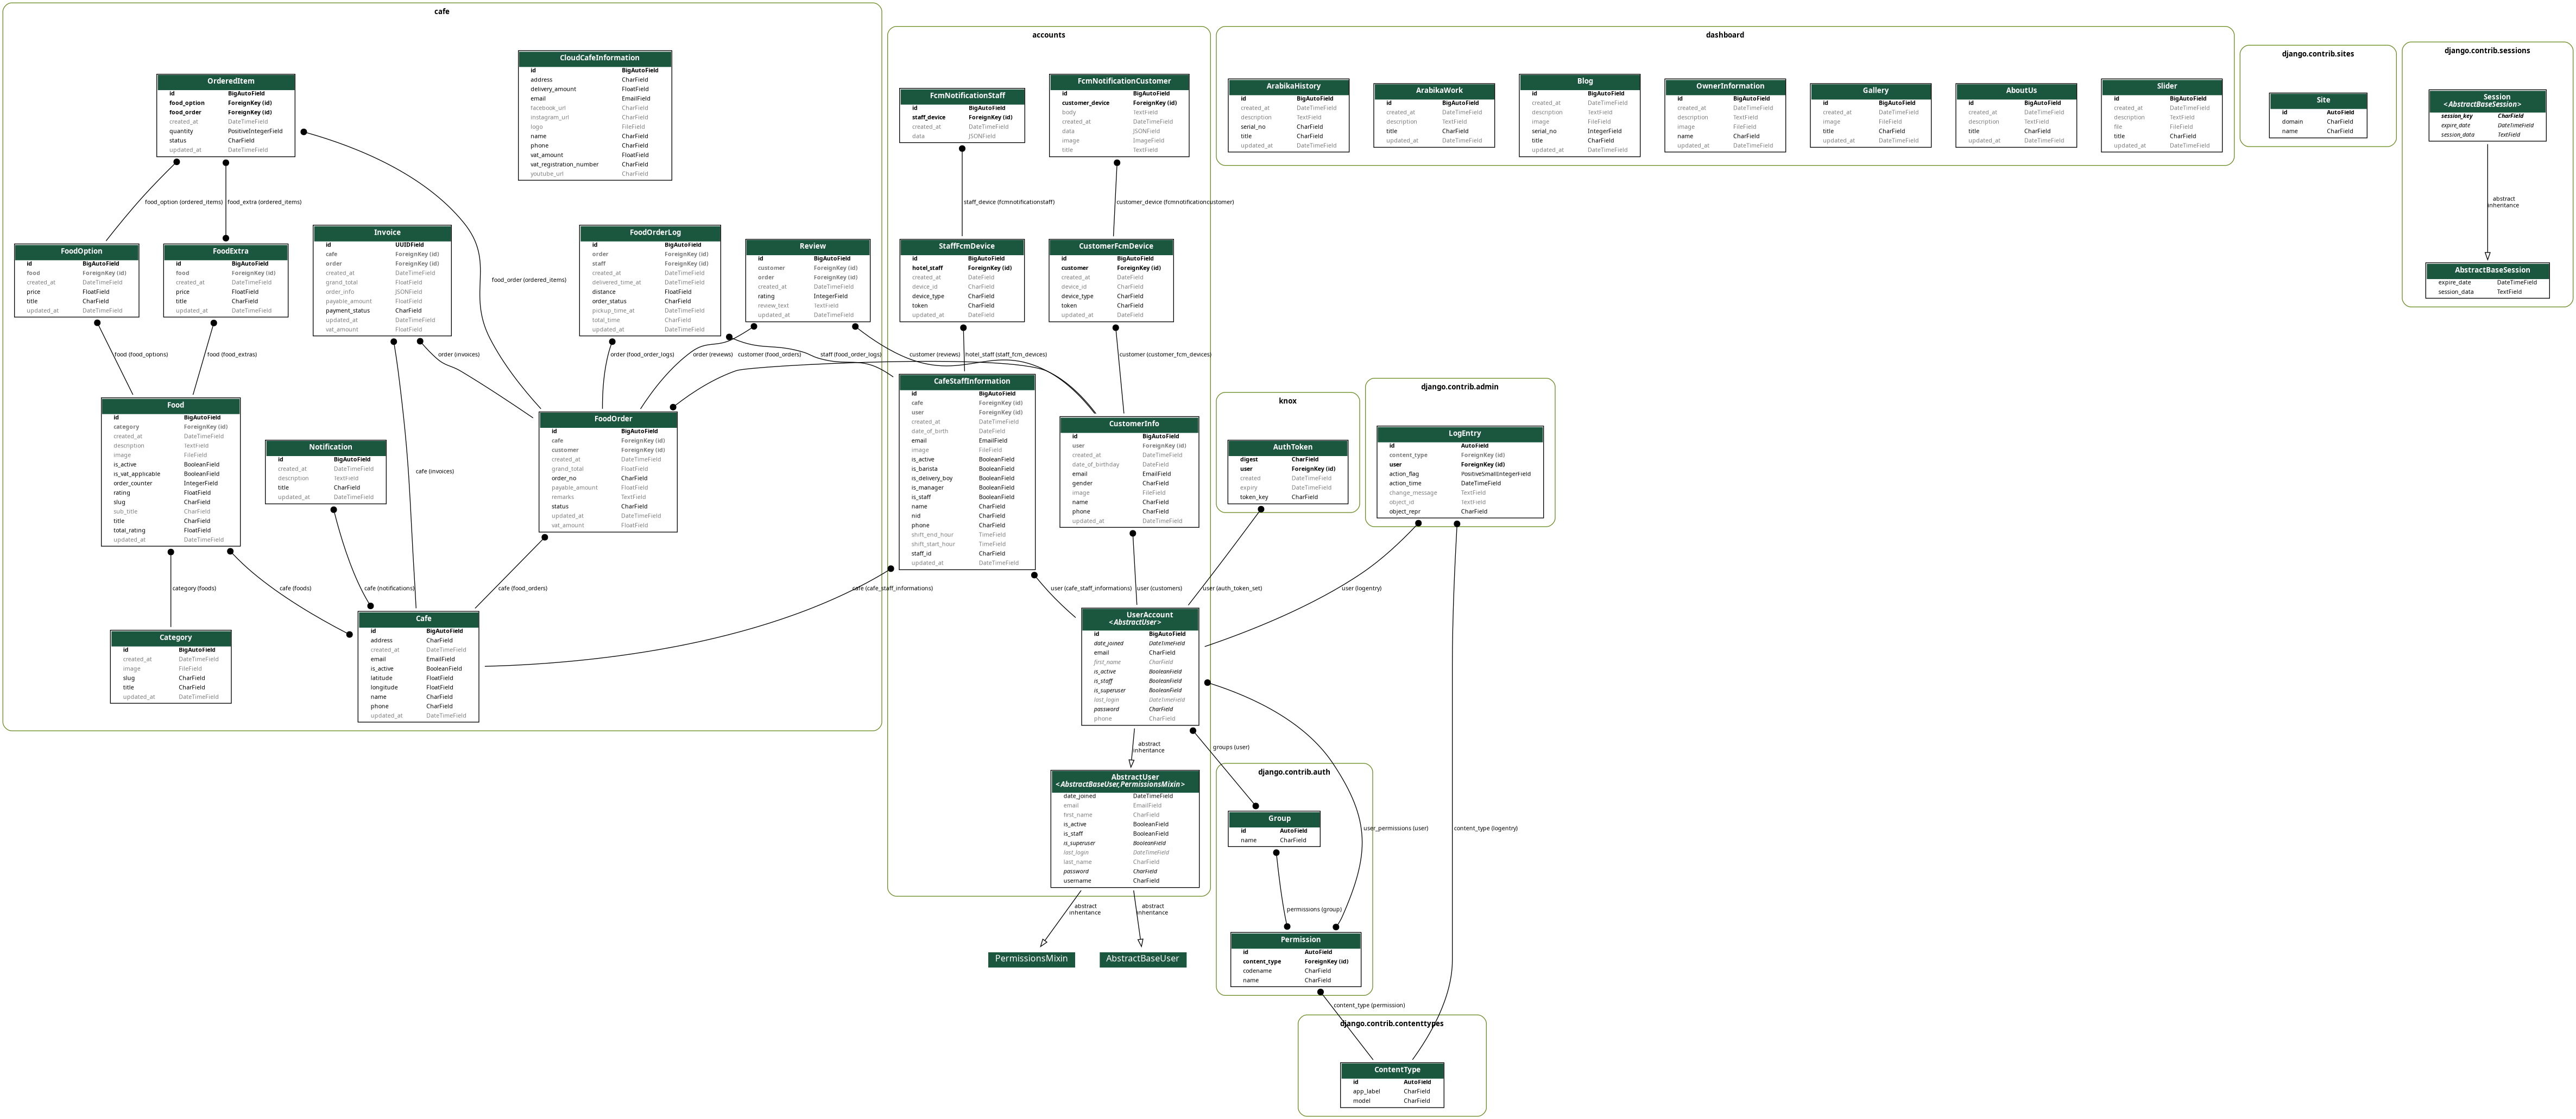 cafe
OrderedItem
id BigAutoField
food_option ForeignKey (id)
food_order ForeignKey (id)
created_at DateTimeField
quantity PositiveIntegerField
status CharField
updated_at DateTimeField
CloudCafeInformation
id BigAutoField
address CharField
delivery_amount FloatField
email EmailField
facebook_url CharField
instagram_url CharField
logo FileField
name CharField
phone CharField
vat_amount FloatField
vat_registration_number CharField
youtube_url CharField
food_option (ordered_items)
food_extra (ordered_items)
food_order (ordered_items)
FoodOption
id BigAutoField
food ForeignKey (id)
created_at DateTimeField
price FloatField
title CharField
updated_at DateTimeField
FoodExtra
id BigAutoField
food ForeignKey (id)
created_at DateTimeField
price FloatField
title CharField
updated_at DateTimeField
Invoice
id UUIDField
cafe ForeignKey (id)
order ForeignKey (id)
created_at DateTimeField
grand_total FloatField
order_info JSONField
payable_amount FloatField
payment_status CharField
updated_at DateTimeField
vat_amount FloatField
FoodOrderLog
id BigAutoField
order ForeignKey (id)
staff ForeignKey (id)
created_at DateTimeField
delivered_time_at DateTimeField
distance FloatField
order_status CharField
pickup_time_at DateTimeField
total_time CharField
updated_at DateTimeField
Review
id BigAutoField
customer ForeignKey (id)
order ForeignKey (id)
created_at DateTimeField
rating IntegerField
review_text TextField
updated_at DateTimeField
food (food_options)
food (food_extras)
order (invoices)
order (food_order_logs)
order (reviews)
customer (food_orders)
staff (food_order_logs)
customer (reviews)
hotel_staff (staff_fcm_devices)
customer (customer_fcm_devices)
Food
id BigAutoField
category ForeignKey (id)
created_at DateTimeField
description TextField
image FileField
is_active BooleanField
is_vat_applicable BooleanField
order_counter IntegerField
rating FloatField
slug CharField
sub_title CharField
title CharField
total_rating FloatField
updated_at DateTimeField
Notification
id BigAutoField
created_at DateTimeField
description TextField
title CharField
updated_at DateTimeField
cafe (invoices)
FoodOrder
id BigAutoField
cafe ForeignKey (id)
customer ForeignKey (id)
created_at DateTimeField
grand_total FloatField
order_no CharField
payable_amount FloatField
remarks TextField
status CharField
updated_at DateTimeField
vat_amount FloatField
category (foods)
cafe (foods)
cafe (notifications)
cafe (food_orders)
cafe (cafe_staff_informations)
Category
id BigAutoField
created_at DateTimeField
image FileField
slug CharField
title CharField
updated_at DateTimeField
Cafe
id BigAutoField
address CharField
created_at DateTimeField
email EmailField
is_active BooleanField
latitude FloatField
longitude FloatField
name CharField
phone CharField
updated_at DateTimeField
accounts
FcmNotificationStaff
id BigAutoField
staff_device ForeignKey (id)
created_at DateTimeField
data JSONField
FcmNotificationCustomer
id BigAutoField
customer_device ForeignKey (id)
body TextField
created_at DateTimeField
data JSONField
image ImageField
title TextField
staff_device (fcmnotificationstaff)
customer_device (fcmnotificationcustomer)
StaffFcmDevice
id BigAutoField
hotel_staff ForeignKey (id)
created_at DateField
device_id CharField
device_type CharField
token CharField
updated_at DateField
CustomerFcmDevice
id BigAutoField
customer ForeignKey (id)
created_at DateField
device_id CharField
device_type CharField
token CharField
updated_at DateField
CafeStaffInformation
id BigAutoField
cafe ForeignKey (id)
user ForeignKey (id)
created_at DateTimeField
date_of_birth DateField
email EmailField
image FileField
is_active BooleanField
is_barista BooleanField
is_delivery_boy BooleanField
is_manager BooleanField
is_staff BooleanField
name CharField
nid CharField
phone CharField
shift_end_hour TimeField
shift_start_hour TimeField
staff_id CharField
updated_at DateTimeField
CustomerInfo
id BigAutoField
user ForeignKey (id)
created_at DateTimeField
date_of_birthday DateField
email EmailField
gender CharField
image FileField
name CharField
phone CharField
updated_at DateTimeField
user (cafe_staff_informations)
user (customers)
user (auth_token_set)
user (logentry)
UserAccount
<AbstractUser>
id BigAutoField
date_joined DateTimeField
email CharField
first_name CharField
is_active BooleanField
is_staff BooleanField
is_superuser BooleanField
last_login DateTimeField
password CharField
phone CharField
abstract
inheritance
groups (user)
AbstractUser
<AbstractBaseUser,PermissionsMixin>
date_joined DateTimeField
email EmailField
first_name CharField
is_active BooleanField
is_staff BooleanField
is_superuser BooleanField
last_login DateTimeField
last_name CharField
password CharField
username CharField
abstract
inheritance
abstract
inheritance
PermissionsMixin
AbstractBaseUser
dashboard
ArabikaHistory
id BigAutoField
created_at DateTimeField
description TextField
serial_no CharField
title CharField
updated_at DateTimeField
ArabikaWork
id BigAutoField
created_at DateTimeField
description TextField
title CharField
updated_at DateTimeField
Blog
id BigAutoField
created_at DateTimeField
description TextField
image FileField
serial_no IntegerField
title CharField
updated_at DateTimeField
OwnerInformation
id BigAutoField
created_at DateTimeField
description TextField
image FileField
name CharField
updated_at DateTimeField
Gallery
id BigAutoField
created_at DateTimeField
image FileField
title CharField
updated_at DateTimeField
AboutUs
id BigAutoField
created_at DateTimeField
description TextField
title CharField
updated_at DateTimeField
Slider
id BigAutoField
created_at DateTimeField
description TextField
file FileField
title CharField
updated_at DateTimeField
django.contrib.sites
Site
id AutoField
domain CharField
name CharField
django.contrib.sessions
Session
<AbstractBaseSession>
session_key CharField
expire_date DateTimeField
session_data TextField
abstract
inheritance
AbstractBaseSession
expire_date DateTimeField
session_data TextField
knox
AuthToken
digest CharField
user ForeignKey (id)
created DateTimeField
expiry DateTimeField
token_key CharField
django.contrib.admin
LogEntry
id AutoField
content_type ForeignKey (id)
user ForeignKey (id)
action_flag PositiveSmallIntegerField
action_time DateTimeField
change_message TextField
object_id TextField
object_repr CharField
django.contrib.auth
Group
id AutoField
name CharField
user_permissions (user)
content_type (logentry)
permissions (group)
Permission
id AutoField
content_type ForeignKey (id)
codename CharField
name CharField
content_type (permission)
django.contrib.contenttypes
ContentType
id AutoField
app_label CharField
model CharField